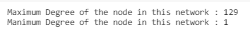 Maximum Degree of the node in this network : 129
Manimum Degree of the node in this network : 1